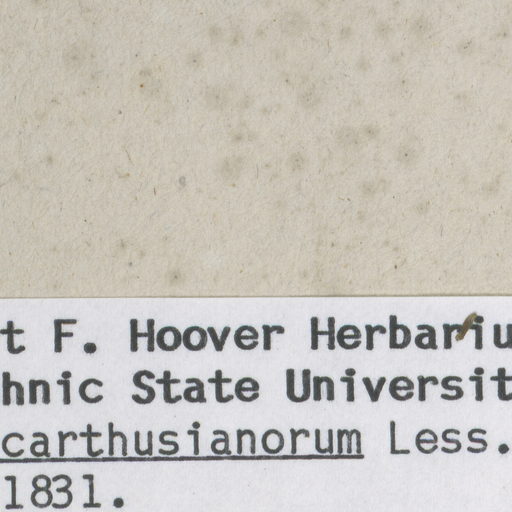 t F. Hoover Herbariu
hnic State Universit
carthusianorum Less.
1831.